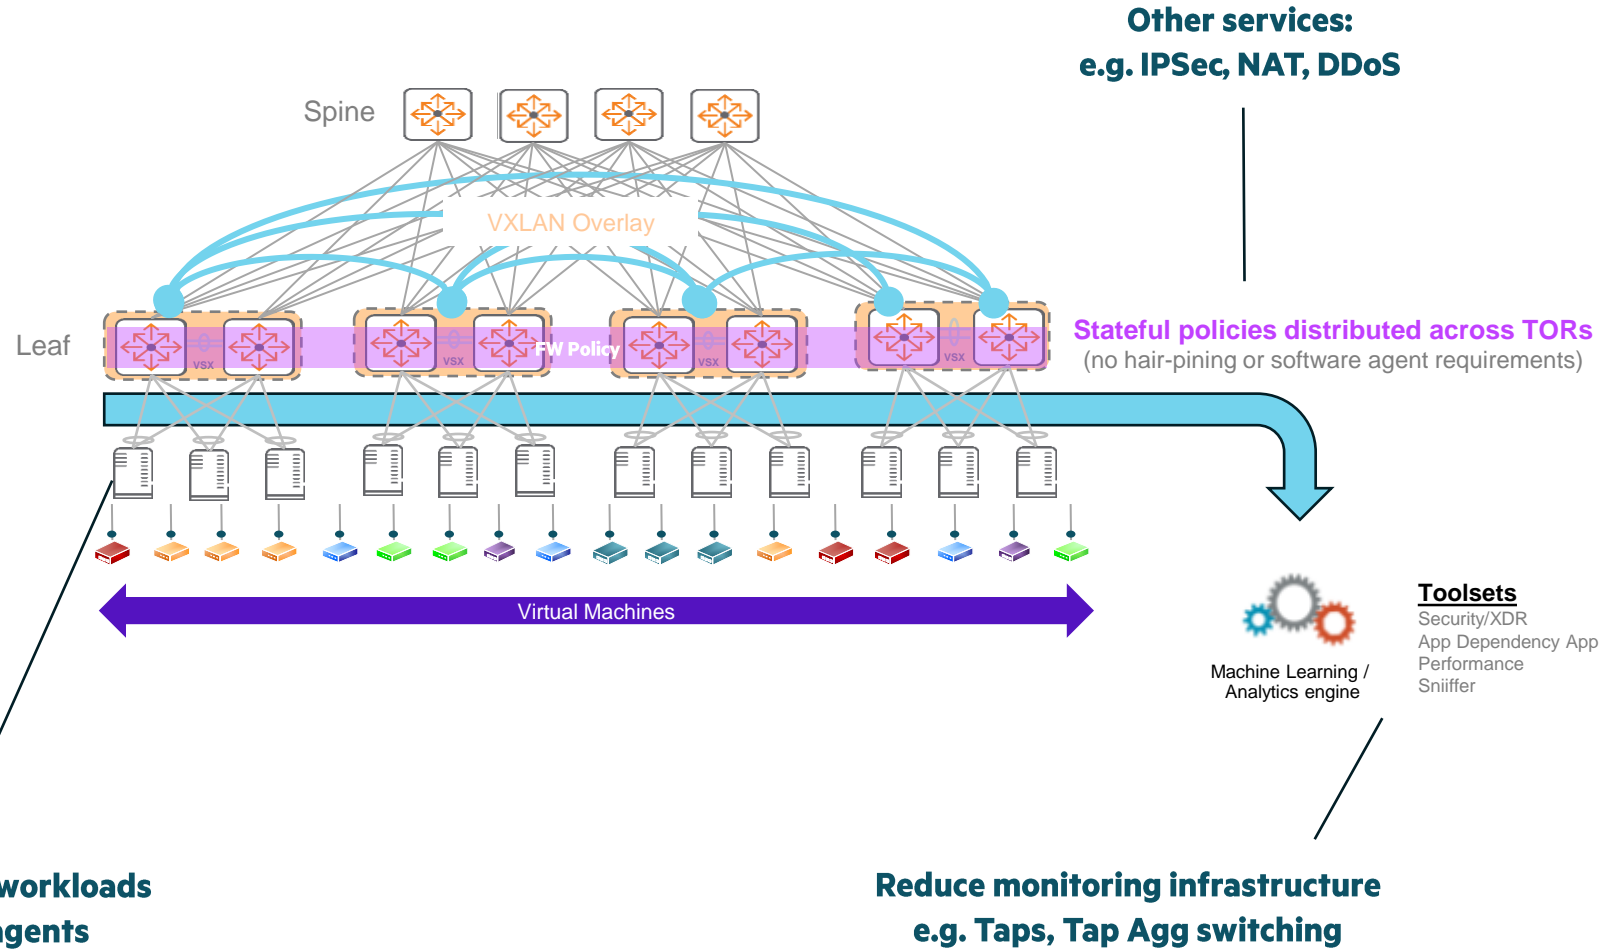 Other services:
e.g. IPSec, NAT, DDoS
Spine
VXLAN Overlay
Leaf
VSX
VSX
FW Policy
VSX
VSX
Stateful policies distributed across TORs
(no hair-pining or software agent requirements)
Virtual Machines
Machine Learning /
Analytics engine
Toolsets
Security/XDR
App Dependency App
Performance
Sniiffer
workloads
agents
Reduce monitoring infrastructure
e.g. Taps, Tap Agg switching